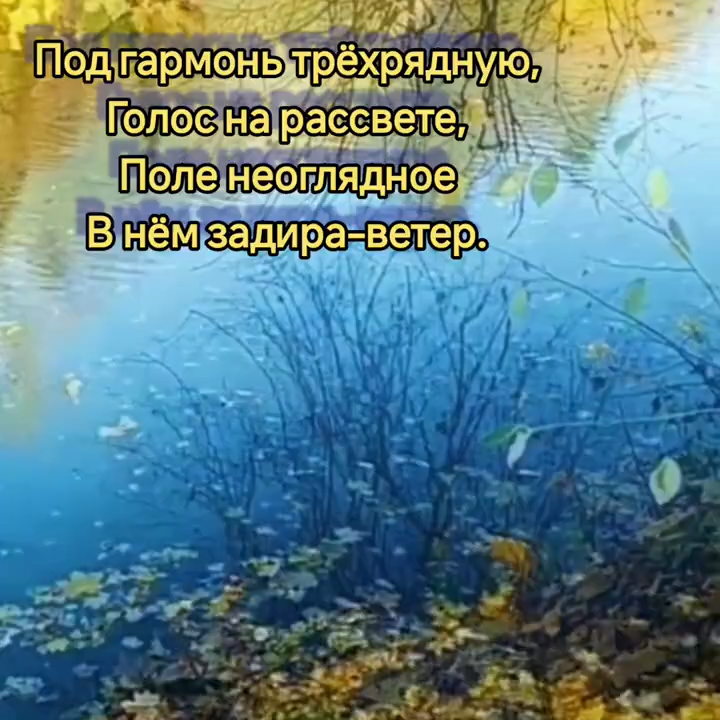 Под гармонь трёхрядную,
Голос на рассвете,
Поле неоглядное
В нём задира-ветер.